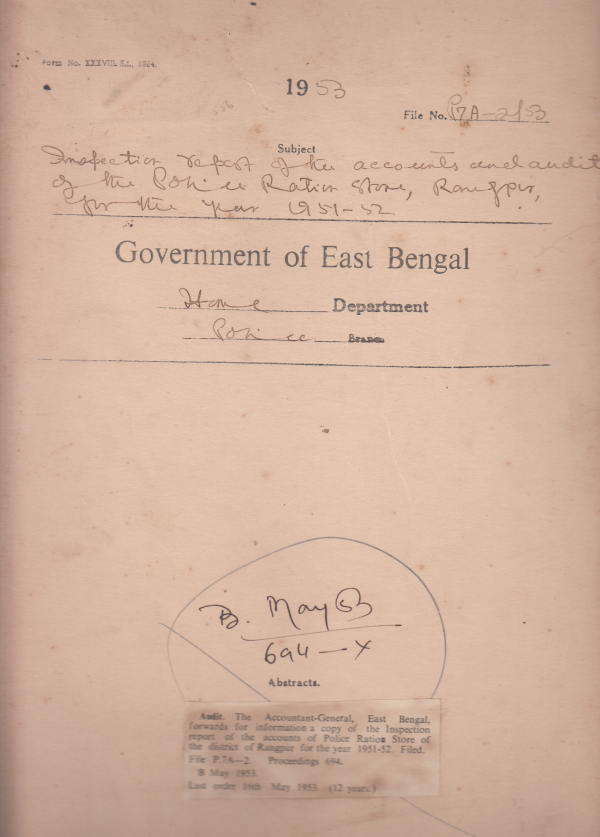 Form No. XXXVIII. S.L., 1924.
1953
File No. P7A-2/53
Subject
Inspection report of the accounts and audit
of the Police Ration Store, Rangpur,
for the year 1951-52
Government of East Bengal
Home Department
Police Branch
B. May 53
694-X
Abstracts.
Audit. The Accountant-General, East Bengal,
forwards for information a copy of the Inspection
report of the accounts of Police Ration Store of
the district of Rangpur for the year 1951-52. Filed.
File P.7A—2. Proceedings 694.
B May 1953.
Last order 16th May 1953. (12 years.)